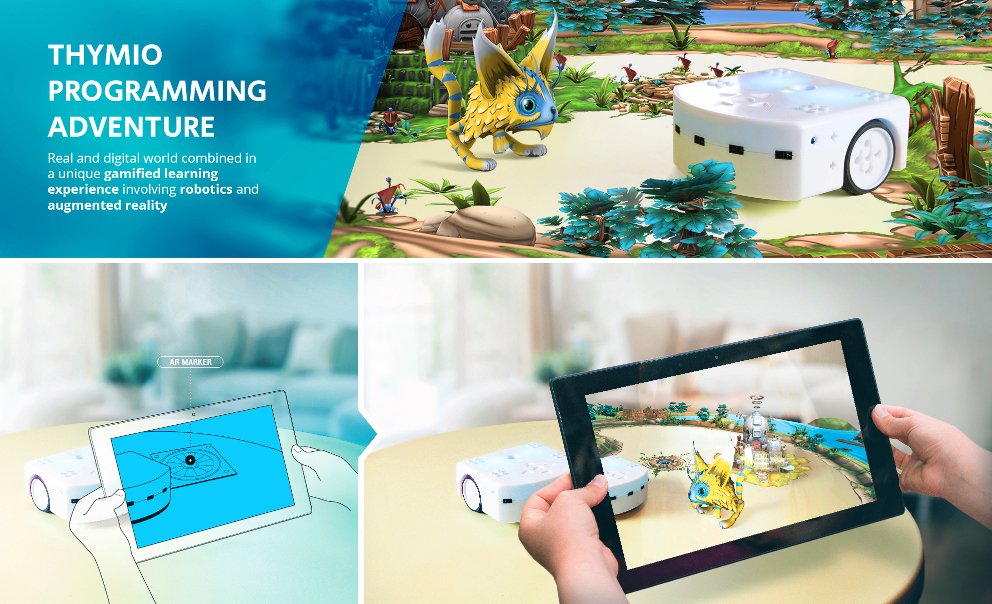 THYMIO
PROGRAMMING
ADVENTURE
Real and digital world combined in
a unique gamified learning
experience involving robotics and
augmented reality
AR MARKER